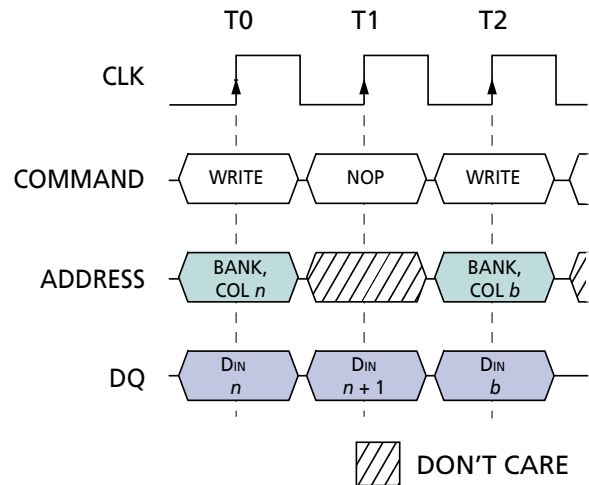 T0 T1 T2
CLK
COMMAND WRITE NOP WRITE
ADDRESS BANK, COL n BANK, COL b
DQ DIN n DIN n + 1 DIN b
DON'T CARE